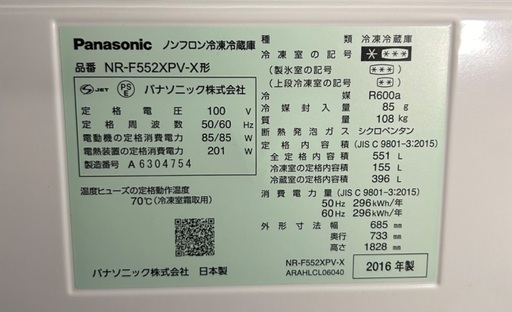 Panasonic ノンフロン冷凍冷蔵庫
品番 NR-F552XPV-X形
S JET PS E パナソニック株式会社
定格電圧 100 V
定格周波数 50/60 Hz
電動機の定格消費電力 85/85 W
電熱装置の定格消費電力 201 W
製造番号 A 6304754
温度ヒューズの定格動作温度
70℃(冷凍室霜取用)
パナソニック株式会社 日本製
種類 冷凍冷蔵庫
冷凍室の記号 * ***
(製氷室の記号 **)
(上段冷凍室の記号 **)
冷媒 R600a
冷媒封入量 85 g
質量 108 kg
断熱発泡ガス シクロペンタン
定格内容積 (JIS C 9801-3:2015)
全定格内容積 551 L
冷凍室の定格内容積 155 L
冷蔵室の定格内容積 396 L
消費電力量 (JIS C 9801-3:2015)
50 Hz 296 kWh/年
60 Hz 296 kWh/年
外形寸法 幅 685 mm
奥行 733 mm
高さ 1828 mm
NR-F552XPV-X
ARAHLCL06040
2016 年製